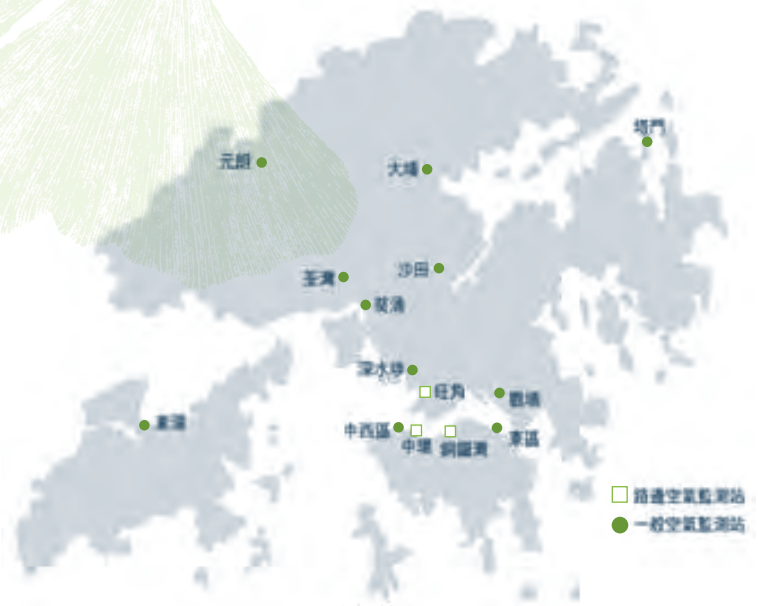 塔門
元朗
大埔
沙田
荃灣
葵涌
深水埗
旺角
觀塘
東涌
中西區
中環
銅鑼灣
東區
路邊空氣監測站
一般空氣監測站